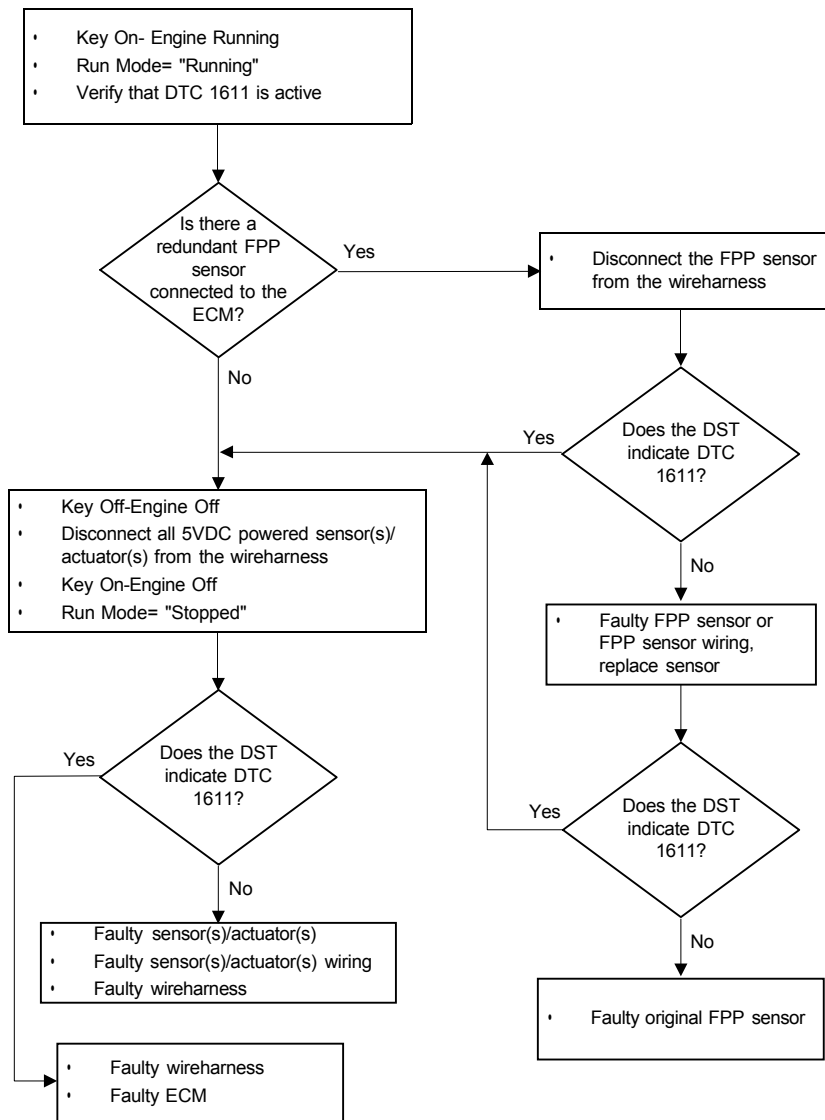 • Key On- Engine Running
• Run Mode= "Running"
• Verify that DTC 1611 is active
Is there a
redundant FPP
sensor
connected to the
ECM?
Yes
• Disconnect the FPP sensor
from the wireharness
No
Does the DST
indicate DTC
1611?
Yes
No
• Key Off-Engine Off
• Disconnect all 5VDC powered sensor(s)/
actuator(s) from the wireharness
• Key On-Engine Off
• Run Mode= "Stopped"
• Faulty FPP sensor or
FPP sensor wiring,
replace sensor
Does the DST
indicate DTC
1611?
Yes
No
Does the DST
indicate DTC
1611?
Yes
No
• Faulty sensor(s)/actuator(s)
• Faulty sensor(s)/actuator(s) wiring
• Faulty wireharness
• Faulty original FPP sensor
• Faulty wireharness
• Faulty ECM